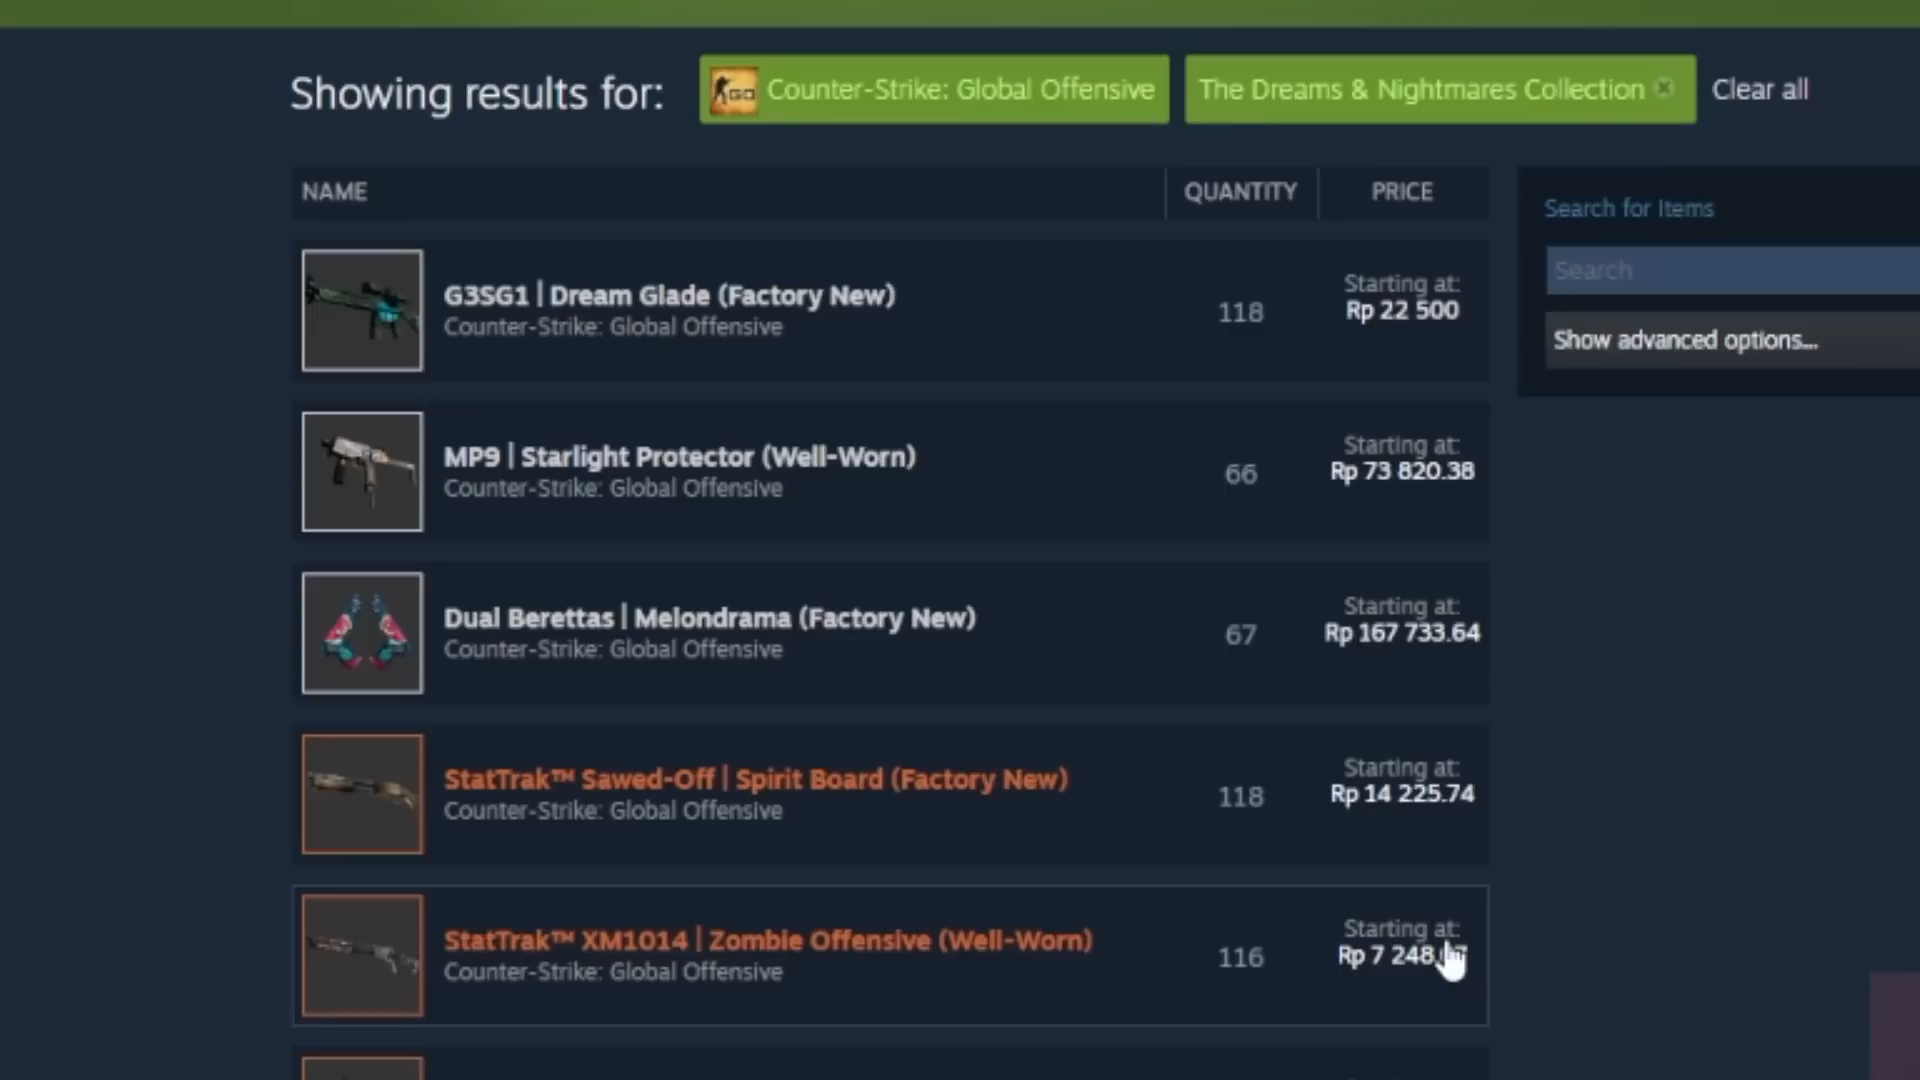 Showing results for:
GO
Counter-Strike: Global Offensive
The Dreams & Nightmares Collection
Clear all
NAME
QUANTITY
PRICE
Search for Items
Search
Show advanced options...
G3SG1 | Dream Glade (Factory New)
Counter-Strike: Global Offensive
118
Starting at:
Rp 22 500
MP9 | Starlight Protector (Well-Worn)
Counter-Strike: Global Offensive
66
Starting at:
Rp 73 820.38
Dual Berettas | Melondrama (Factory New)
Counter-Strike: Global Offensive
67
Starting at:
Rp 167 733.64
StatTrak™ Sawed-Off | Spirit Board (Factory New)
Counter-Strike: Global Offensive
118
Starting at:
Rp 14 225.74
StatTrak™ XM1014 | Zombie Offensive (Well-Worn)
Counter-Strike: Global Offensive
116
Starting at:
Rp 7 248